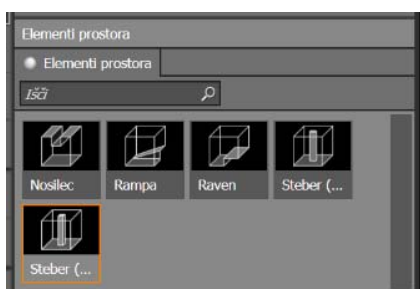 Elementi prostora
Elementi prostora
Išči
Nosilec
Rampa
Raven
Steber (...
Steber (...